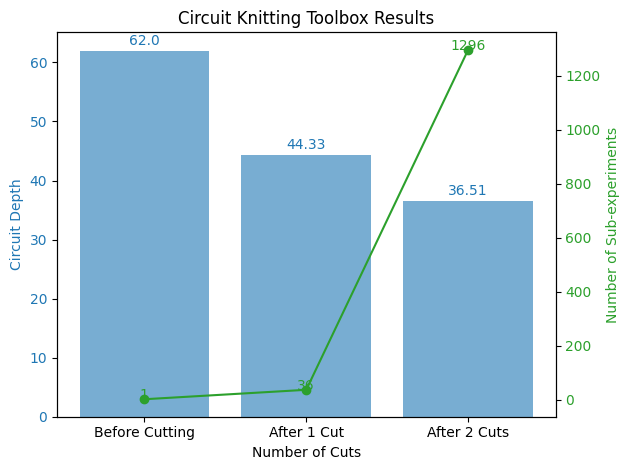 Circuit Knitting Toolbox Results
62.0
44.33
36.51
1
36
1296
Circuit Depth
60
50
40
30
20
10
0
Number of Sub-experiments
1200
1000
800
600
400
200
0
Before Cutting
After 1 Cut
After 2 Cuts
Number of Cuts